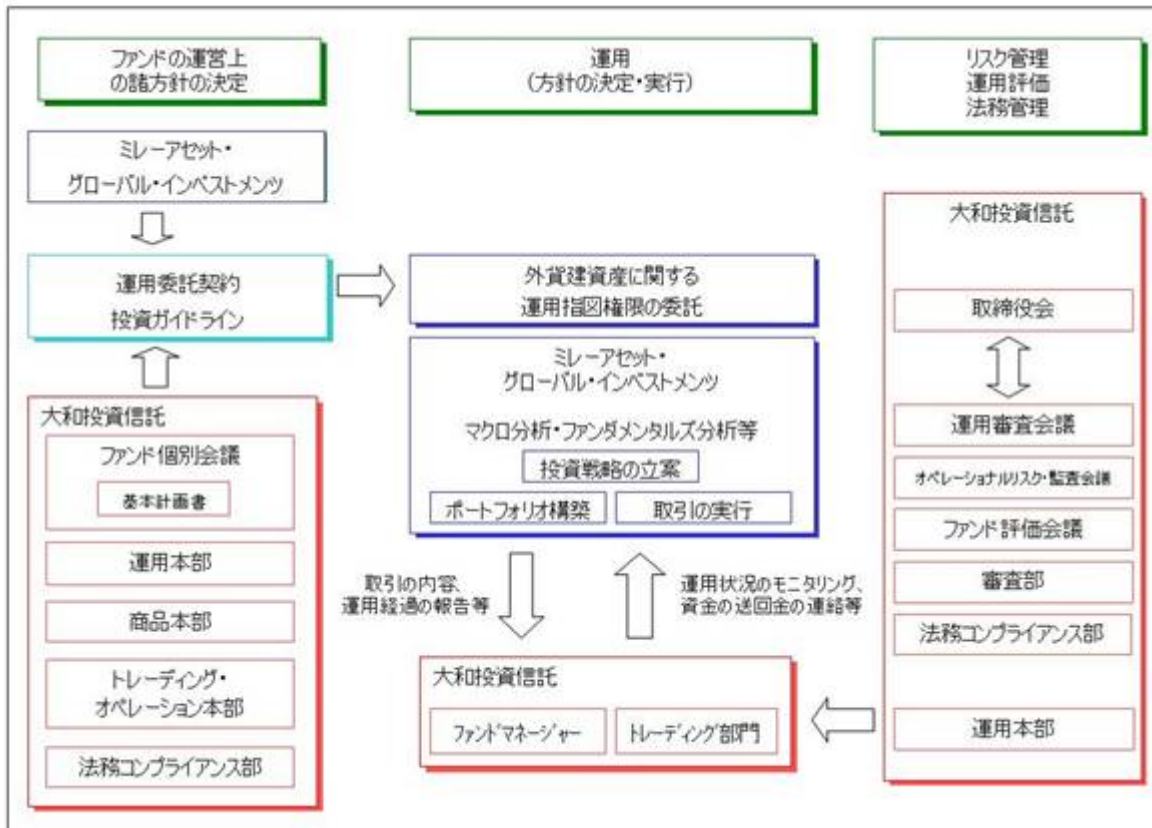 ファンドの運営上
の諸方針の決定
運用
(方針の決定・実行)
リスク管理
運用評価
法務管理
ミレーアセット・
グローバル・インベストメンツ
運用委託契約
投資ガイドライン
大和投資信託
ファンド個別会議
基本計画書
運用本部
商品本部
トレーディング・
オペレーション本部
法務コンプライアンス部
外貨建資産に関する
運用指図権限の委託
ミレーアセット・
グローバル・インベストメンツ
マクロ分析・ファンダメンタルズ分析等
投資戦略の立案
ポートフォリオ構築
取引の実行
取引の内容、
運用経過の報告等
運用状況のモニタリング、
資金の送回金の連絡等
大和投資信託
ファンドマネージャー
トレーディング部門
大和投資信託
取締役会
運用審査会議
オペレーショナルリスク・監査会議
ファンド評価会議
審査部
法務コンプライアンス部
運用本部